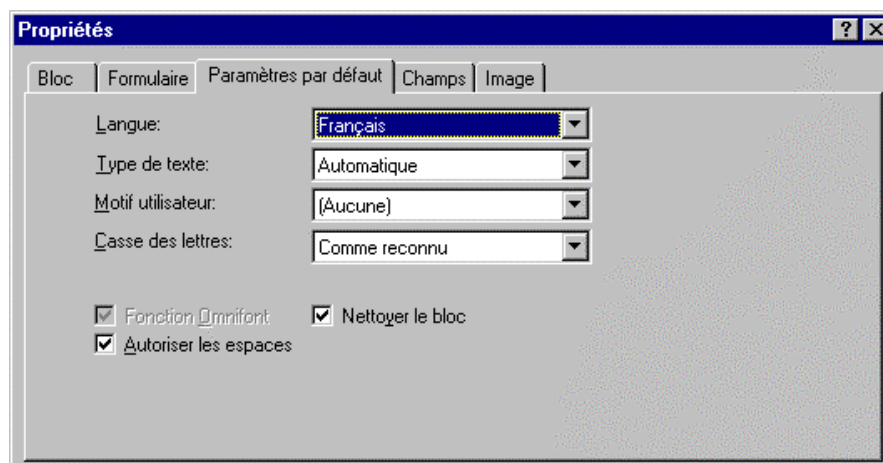 Propriétés
Bloc Formulaire Paramètres par défaut Champs Image
Langue: Français
Type de texte: Automatique
Motif utilisateur: (Aucune)
Casse des lettres: Comme reconnu
Fonction Omnifont Nettoyer le bloc
Autoriser les espaces